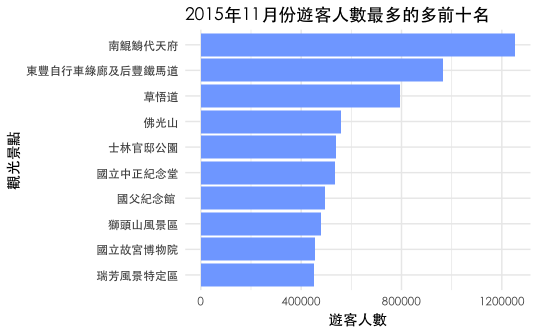 2015年11月份遊客人數最多的多前十名
南鯤鯓代天府
東豐自行車綠廊及后豐鐵馬道
草悟道
佛光山
士林官邸公園
國立中正紀念堂
國父紀念館
獅頭山風景區
國立故宮博物院
瑞芳風景特定區
觀光景點
0 400000 800000 1200000
遊客人數